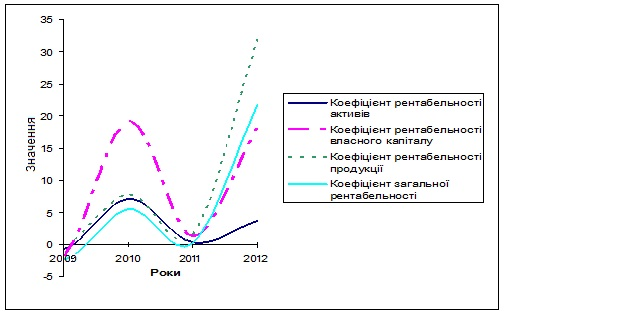 35
30
25
20
15
10
5
0
-5
Значення
2009 2010 2011 2012
Роки
Коефіцієнт рентабельності
активів
Коефіцієнт рентабельності
власного капіталу
Коефіцієнт рентабельності
продукції
Коефіцієнт загальної
рентабельності